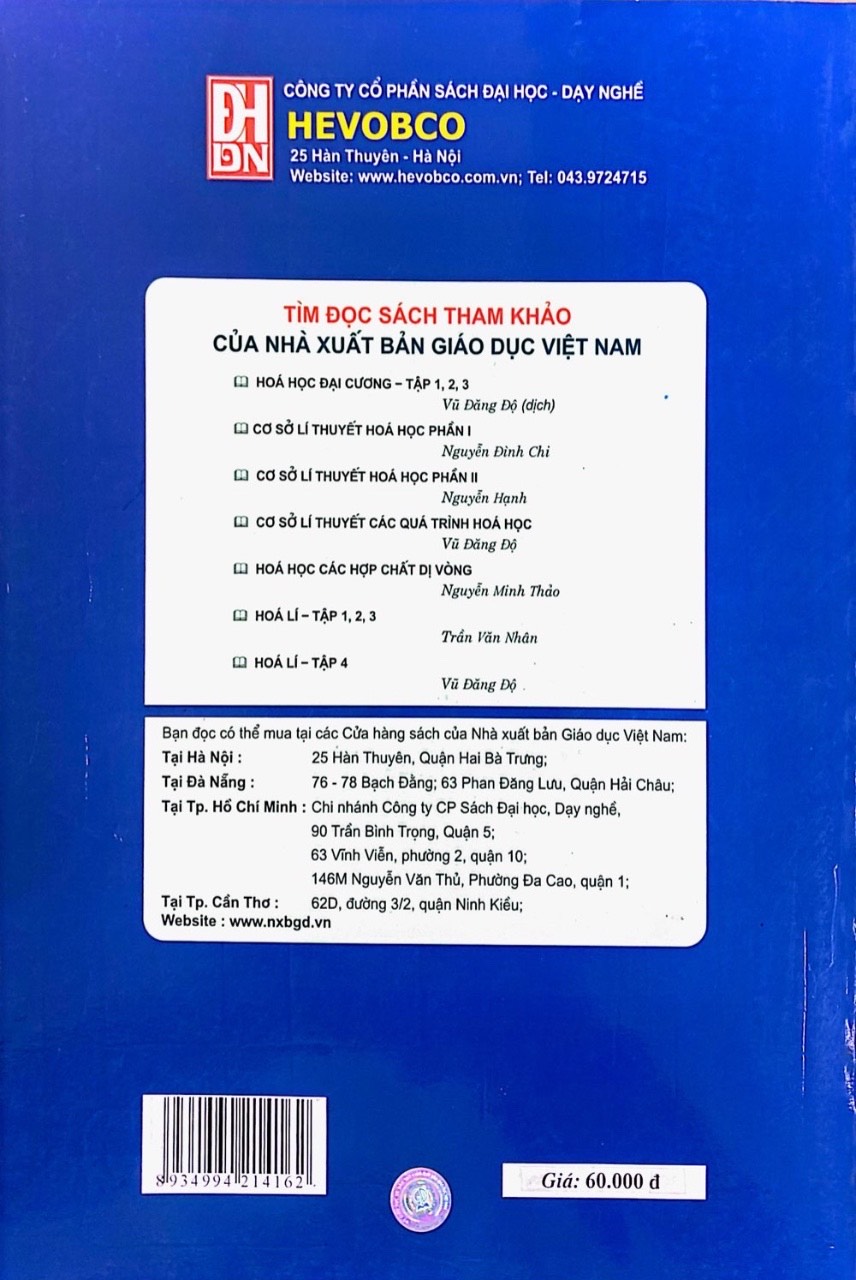 ĐH
DN
CÔNG TY CỔ PHẦN SÁCH ĐẠI HỌC - DẠY NGHỀ
HEVOBCO
25 Hàn Thuyên - Hà Nội
Website: www.hevobco.com.vn; Tel: 043.9724715
TÌM ĐỌC SÁCH THAM KHẢO
CỦA NHÀ XUẤT BẢN GIÁO DỤC VIỆT NAM
HOÁ HỌC ĐẠI CƯƠNG – TẬP 1, 2, 3
Vũ Đăng Độ (dịch)
CƠ SỞ LÍ THUYẾT HOÁ HỌC PHẦN I
Nguyễn Đình Chi
CƠ SỞ LÍ THUYẾT HOÁ HỌC PHẦN II
Nguyễn Hạnh
CƠ SỞ LÍ THUYẾT CÁC QUÁ TRÌNH HOÁ HỌC
Vũ Đăng Độ
HOÁ HỌC CÁC HỢP CHẤT DỊ VÒNG
Nguyễn Minh Thảo
HOÁ LÍ – TẬP 1, 2, 3
Trần Văn Nhân
HOÁ LÍ – TẬP 4
Vũ Đăng Độ
Bạn đọc có thể mua tại các Cửa hàng sách của Nhà xuất bản Giáo dục Việt Nam:
Tại Hà Nội : 25 Hàn Thuyên, Quận Hai Bà Trưng;
Tại Đà Nẵng : 76 - 78 Bạch Đằng; 63 Phan Đăng Lưu, Quận Hải Châu;
Tại Tp. Hồ Chí Minh : Chi nhánh Công ty CP Sách Đại học, Dạy nghề,
90 Trần Bình Trọng, Quận 5;
63 Vĩnh Viễn, phường 2, quận 10;
146M Nguyễn Văn Thủ, Phường Đa Cao, quận 1;
Tại Tp. Cần Thơ : 62D, đường 3/2, quận Ninh Kiều;
Website : www.nxbgd.vn
8934994214162
Giá: 60.000 đ